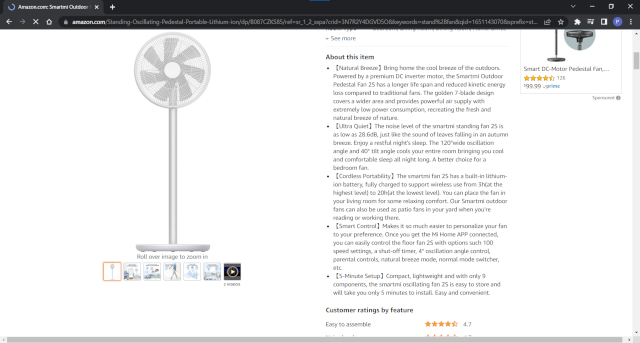 Amazon.com: Smartmi Outdoor
amazon.com/Standing-Oscillating-Pedestal-Portable-Lithium-ion/dp/B087CZKS85/ref=sr_1_2_sspa?crid=3N7R2Y4DGVDSO&keywords=stand%2Bfan&qid=1651143070&sprefix=st...
See more
About this item
【Natural Breeze】Bring home the cool breeze of the outdoors.
Powered by a premium DC inverter motor, the Smartmi Outdoor
Pedestal Fan 2S has a longer life span and reduced kinetic energy
loss compared to traditional fans. The golden 7-blade design
covers a wider area and provides powerful air supply with
extremely low power consumption, recreating the fresh and
natural breeze of nature.
【Ultra Quiet】The noise level of the smartmi standing fan 2S is
as low as 28.6dB, just like the sound of leaves falling in an autumn
breeze. Enjoy a restful night's sleep. The 120°wide oscillation
angle and 40° tilt angle cools your entire room bringing you cool
and comfortable sleep all night long. A better choice for a
bedroom fan.
【Cordless Portability】The smartmi fan 2S has a built-in lithium-
ion battery, fully charged to support wireless use from 3h(at the
highest level) to 20h(at the lowest level). You can place the fan in
your living room for some relaxing comfort. Our Smartmi outdoor
fans can also be used as patio fans in your yard when you're
reading or working there.
【Smart Control】Makes it so much easier to personalize your fan
to your preference. Once you get the Mi Home APP connected,
you can easily control the floor fan 2S with options such 100
speed settings, a shut-off timer, 4° oscillation angle control,
parental controls, natural breeze mode, normal mode switcher,
etc.
【5-Minute Setup】Compact, lightweight and with only 9
components, the smartmi oscillating fan 2S is easy to store and
will take you only 5 minutes to install. Easy and convenient.
Customer ratings by feature
Easy to assemble 4.7
Roll over image to zoom in
2 VIDEOS
Smart DC-Motor Pedestal Fan,...
126
$99.99 prime
Sponsored